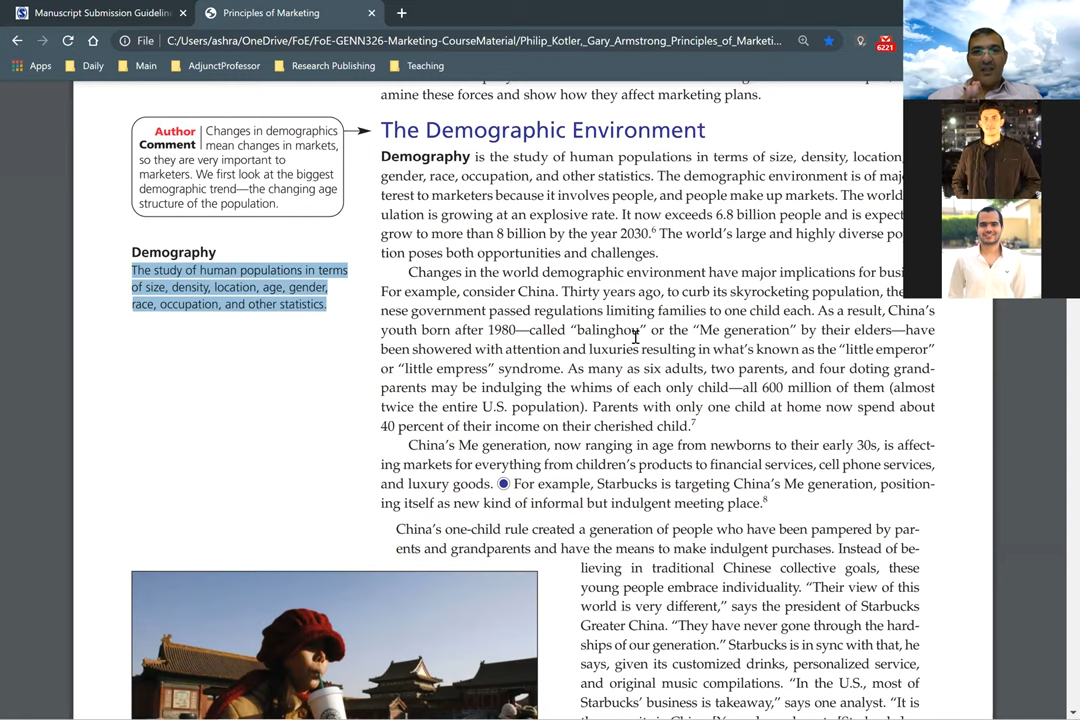 Manuscript Submission Guidelin
Principles of Marketing
File
C:/Users/ashra/OneDrive/FoE/FoE-GENN326-Marketing-CourseMaterial/Philip_Kotler,_Gary_Armstrong_Principles_of_Marketi...
6221
Apps
Daily
Main
AdjunctProfessor
Research Publishing
Teaching
amine these forces and show how they affect marketing plans.
Author Comment
Changes in demographics
mean changes in markets,
so they are very important to
marketers. We first look at the biggest
demographic trend—the changing age
structure of the population.
Demography
The study of human populations in terms
of size, density, location, age, gender,
race, occupation, and other statistics.
The Demographic Environment
Demography is the study of human populations in terms of size, density, location,
gender, race, occupation, and other statistics. The demographic environment is of maj
terest to marketers because it involves people, and people make up markets. The world
ulation is growing at an explosive rate. It now exceeds 6.8 billion people and is expect
grow to more than 8 billion by the year 2030.6 The world's large and highly diverse po
tion poses both opportunities and challenges.
Changes in the world demographic environment have major implications for busi
For example, consider China. Thirty years ago, to curb its skyrocketing population, the
nese government passed regulations limiting families to one child each. As a result, China's
youth born after 1980—called "balinghou" or the "Me generation" by their elders—have
been showered with attention and luxuries resulting in what's known as the "little emperor"
or "little empress" syndrome. As many as six adults, two parents, and four doting grand-
parents may be indulging the whims of each only child—all 600 million of them (almost
twice the entire U.S. population). Parents with only one child at home now spend about
40 percent of their income on their cherished child.7
China's Me generation, now ranging in age from newborns to their early 30s, is affect-
ing markets for everything from children's products to financial services, cell phone services,
and luxury goods. For example, Starbucks is targeting China's Me generation, position-
ing itself as new kind of informal but indulgent meeting place.8
China's one-child rule created a generation of people who have been pampered by par-
ents and grandparents and have the means to make indulgent purchases. Instead of be-
lieving in traditional Chinese collective goals, these
young people embrace individuality. "Their view of this
world is very different," says the president of Starbucks
Greater China. "They have never gone through the hard-
ships of our generation." Starbucks is in sync with that, he
says, given its customized drinks, personalized service,
and original music compilations. "In the U.S., most of
Starbucks' business is takeaway," says one analyst. "It is